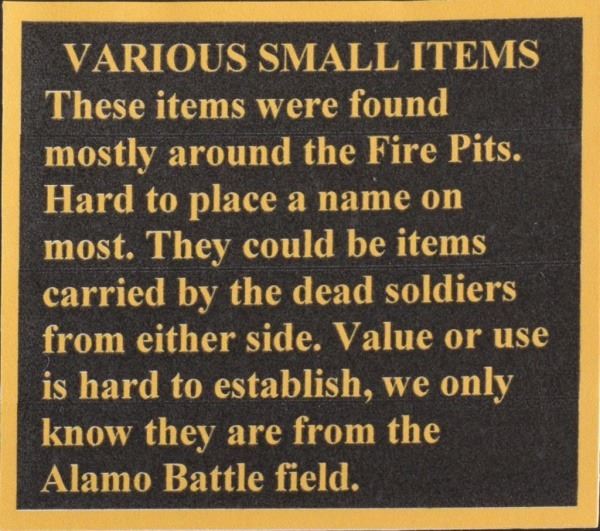 VARIOUS SMALL ITEMS
These items were found
mostly around the Fire Pits.
Hard to place a name on
most. They could be items
carried by the dead soldiers
from either side. Value or use
is hard to establish, we only
know they are from the
Alamo Battle field.